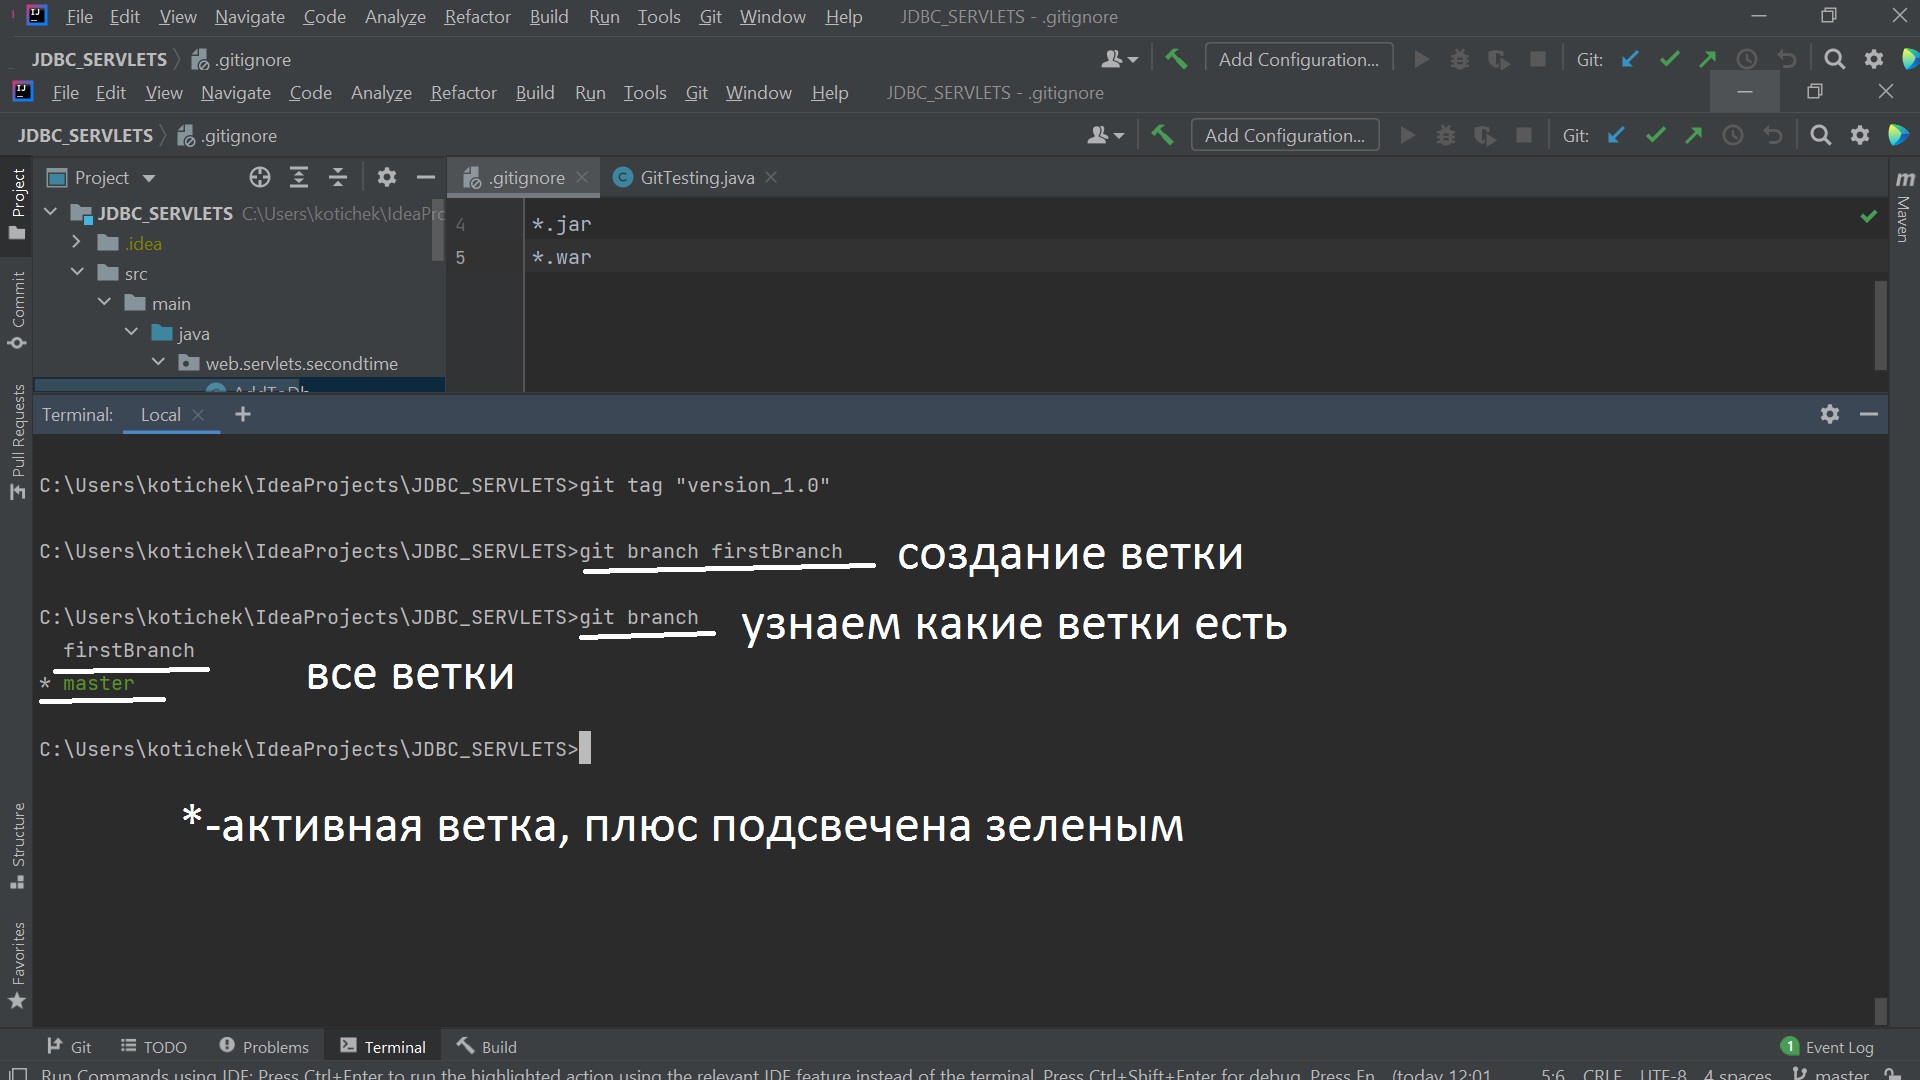 File Edit View Navigate Code Analyze Refactor Build Run Tools Git Window Help JDBC_SERVLETS - .gitignore
JDBC_SERVLETS .gitignore Add Configuration... Git:
File Edit View Navigate Code Analyze Refactor Build Run Tools Git Window Help JDBC_SERVLETS - .gitignore
JDBC_SERVLETS .gitignore Add Configuration... Git:
Project .gitignore GitTesting.java
JDBC_SERVLETS C:\Users\kotichek\IdeaPro
.idea
src
main
java
web.servlets.secondtime
AddToDb
4 *.jar
5 *.war
Project
Commit
Pull Requests
Structure
Favorites
m
Maven
Terminal: Local
C:\Users\kotichek\IdeaProjects\JDBC_SERVLETS>git tag "version_1.0"
C:\Users\kotichek\IdeaProjects\JDBC_SERVLETS>git branch firstBranch создание ветки
C:\Users\kotichek\IdeaProjects\JDBC_SERVLETS>git branch узнаем какие ветки есть
firstBranch
все ветки
* master
C:\Users\kotichek\IdeaProjects\JDBC_SERVLETS>
*-активная ветка, плюс подсвечена зеленым
Git TODO Problems Terminal Build 1 Event Log
Run Commands using IDE: Press Ctrl+Enter to run the highlighted action using the relevant IDE feature instead of the terminal. Press Ctrl+Shift+Enter for debug. Press En... (today 12:01 5:6 CRLF UTF-8 4 spaces master